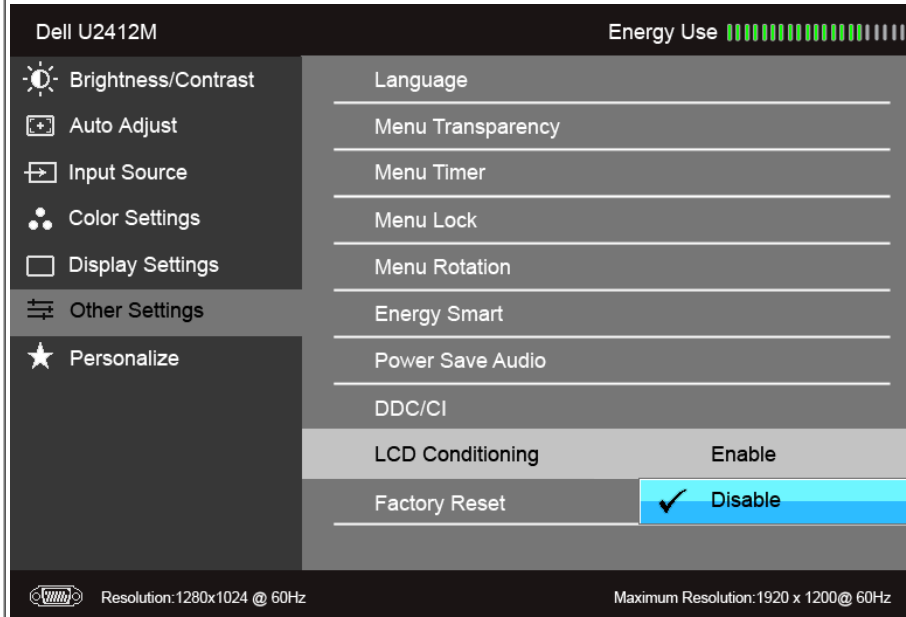 Dell U2412M
Energy Use
Brightness/Contrast
Auto Adjust
Input Source
Color Settings
Display Settings
Other Settings
Personalize
Language
Menu Transparency
Menu Timer
Menu Lock
Menu Rotation
Energy Smart
Power Save Audio
DDC/CI
LCD Conditioning
Enable
Factory Reset
Disable
Resolution:1280x1024 @ 60Hz
Maximum Resolution:1920 x 1200@ 60Hz